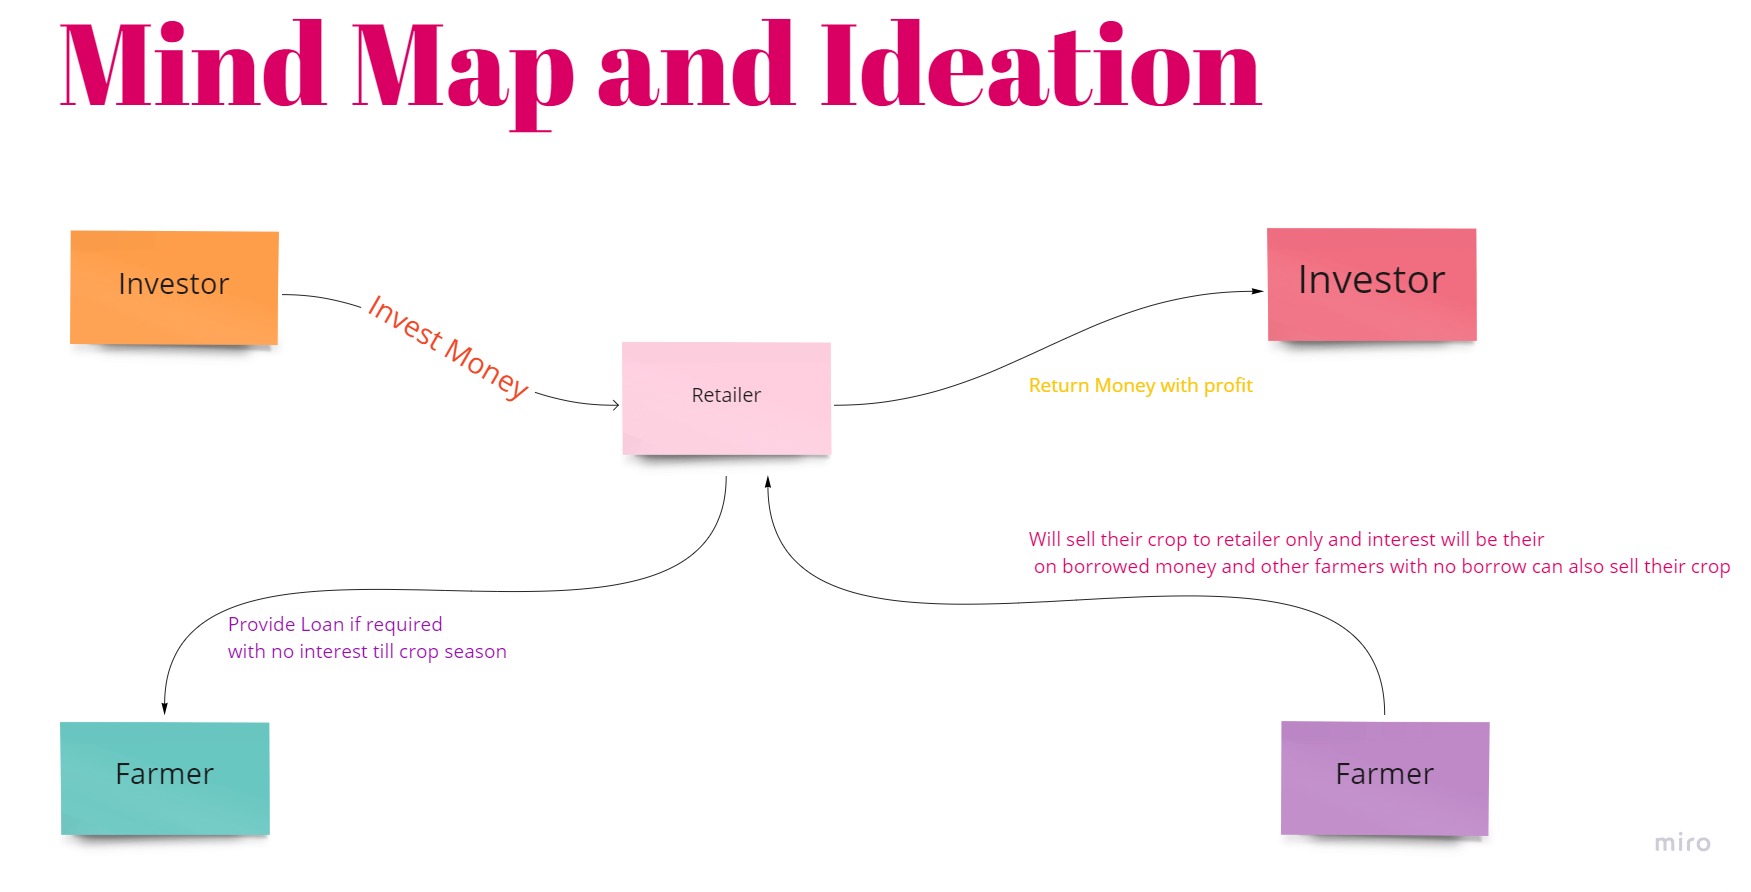 Mind Map and Ideation
Investor
Invest Money
Retailer
Investor
Return Money with profit
Will sell their crop to retailer only and interest will be their
on borrowed money and other farmers with no borrow can also sell their crop
Provide Loan if required
with no interest till crop season
Farmer
Farmer
miro